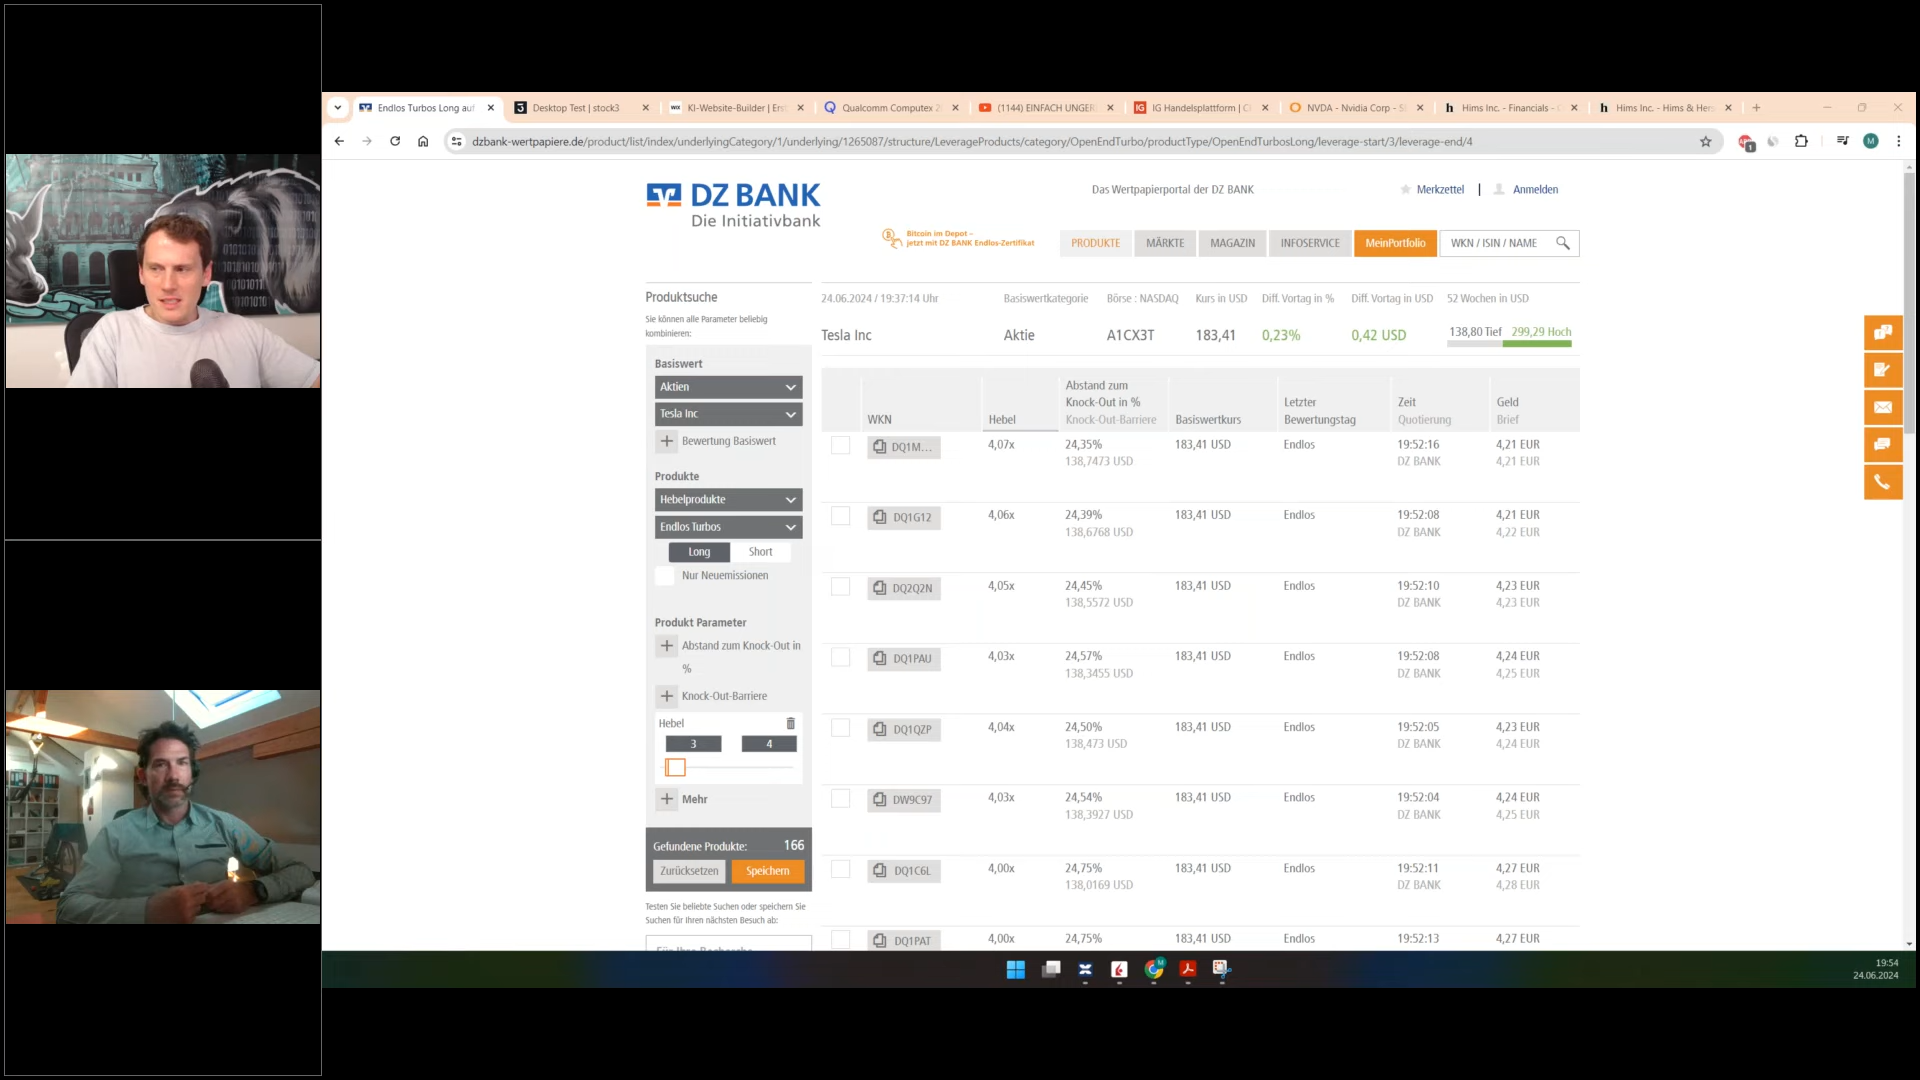 Endlos Turbos Long auf
Desktop Test | stock3
KI-Website-Builder | Erst
Qualcomm Computex 2
(1144) EINFACH UNGER
IG Handelsplattform | C
NVDA - Nvidia Corp - S
Hims Inc. - Financials -
Hims Inc. - Hims & Her
dzbank-wertpapiere.de/product/list/index/underlyingCategory/1/underlying/1265087/structure/LeverageProducts/category/OpenEndTurbo/productType/OpenEndTurbosLong/leverage-start/3/leverage-end/4
DZ BANK
Die Initiativbank
Das Wertpapierportal der DZ BANK
Merkzettel | Anmelden
Bitcoin im Depot –
jetzt mit DZ BANK Endlos-Zertifikat
PRODUKTE MÄRKTE MAGAZIN INFOSERVICE MeinPortfolio WKN / ISIN / NAME
Produktsuche
Sie können alle Parameter beliebig
kombinieren:
Basiswert
Aktien
Tesla Inc
Bewertung Basiswert
Produkte
Hebelprodukte
Endlos Turbos
Long Short
Nur Neuemissionen
Produkt Parameter
Abstand zum Knock-Out in
%
Knock-Out-Barriere
Hebel
3 4
Mehr
Gefundene Produkte: 166
Zurücksetzen Speichern
Testen Sie beliebte Suchen oder speichern Sie
Suchen für Ihren nächsten Besuch ab:
24.06.2024 / 19:37:14 Uhr Basiswertkategorie Börse : NASDAQ Kurs in USD Diff. Vortag in % Diff. Vortag in USD 52 Wochen in USD
Tesla Inc Aktie A1CX3T 183,41 0,23% 0,42 USD 138,80 Tief 299,29 Hoch
WKN Hebel Abstand zum Knock-Out in % Knock-Out-Barriere Basiswertkurs Letzter Bewertungstag Zeit Quotierung Geld Brief
DQ1M... 4,07x 24,35% 183,41 USD Endlos 19:52:16 4,21 EUR
138,7473 USD DZ BANK 4,21 EUR
DQ1G12 4,06x 24,39% 183,41 USD Endlos 19:52:08 4,21 EUR
138,6768 USD DZ BANK 4,22 EUR
DQ2Q2N 4,05x 24,45% 183,41 USD Endlos 19:52:10 4,23 EUR
138,5572 USD DZ BANK 4,23 EUR
DQ1PAU 4,03x 24,57% 183,41 USD Endlos 19:52:08 4,24 EUR
138,3455 USD DZ BANK 4,25 EUR
DQ1QZP 4,04x 24,50% 183,41 USD Endlos 19:52:05 4,23 EUR
138,473 USD DZ BANK 4,24 EUR
DW9C97 4,03x 24,54% 183,41 USD Endlos 19:52:04 4,24 EUR
138,3927 USD DZ BANK 4,25 EUR
DQ1C6L 4,00x 24,75% 183,41 USD Endlos 19:52:11 4,27 EUR
138,0169 USD DZ BANK 4,28 EUR
DQ1PAT 4,00x 24,75% 183,41 USD Endlos 19:52:13 4,27 EUR
19:54
24.06.2024